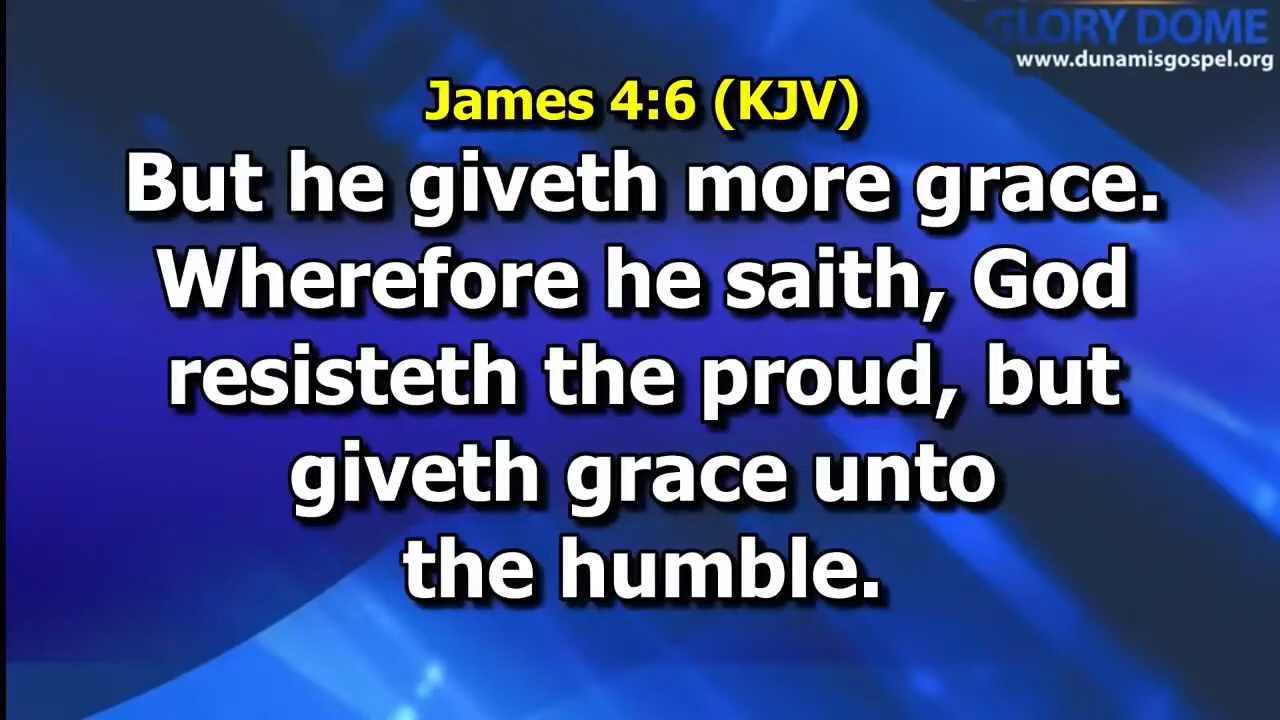 GLORY DOME
www.dunamisgospel.org
James 4:6 (KJV)
But he giveth more grace.
Wherefore he saith, God
resisteth the proud, but
giveth grace unto
the humble.